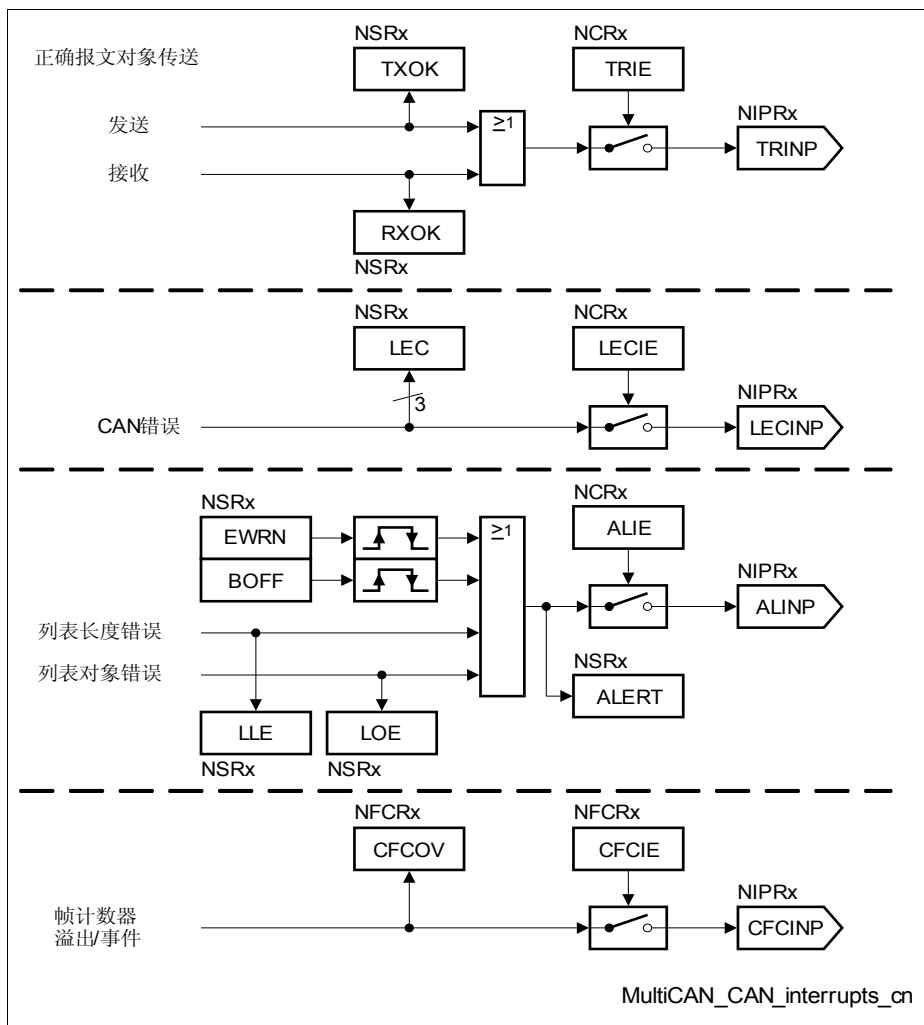 正确报文对象传送
NSRx
TXOK
NCRx
TRIE
发送
≥1
NIPRx
TRINP
接收
RXOK
NSRx
NSRx
LEC
NCRx
LECIE
3
CAN错误
NIPRx
LECINP
NSRx
EWRN
BOFF
≥1
NCRx
ALIE
NIPRx
ALINP
列表长度错误
列表对象错误
NSRx
ALERT
LLE
NSRx
LOE
NSRx
NFCRx
CFCOV
NFCRx
CFCIE
帧计数器
溢出/事件
NIPRx
CFCINP
MultiCAN_CAN_interrupts_cn